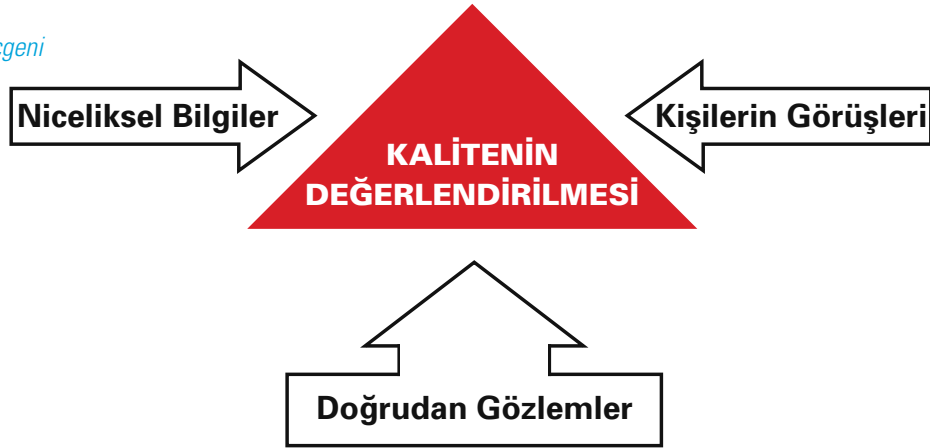 Niceliksel Bilgiler
Kişilerin Görüşleri
KALİTENİN
DEĞERLENDİRİLMESİ
Doğrudan Gözlemler